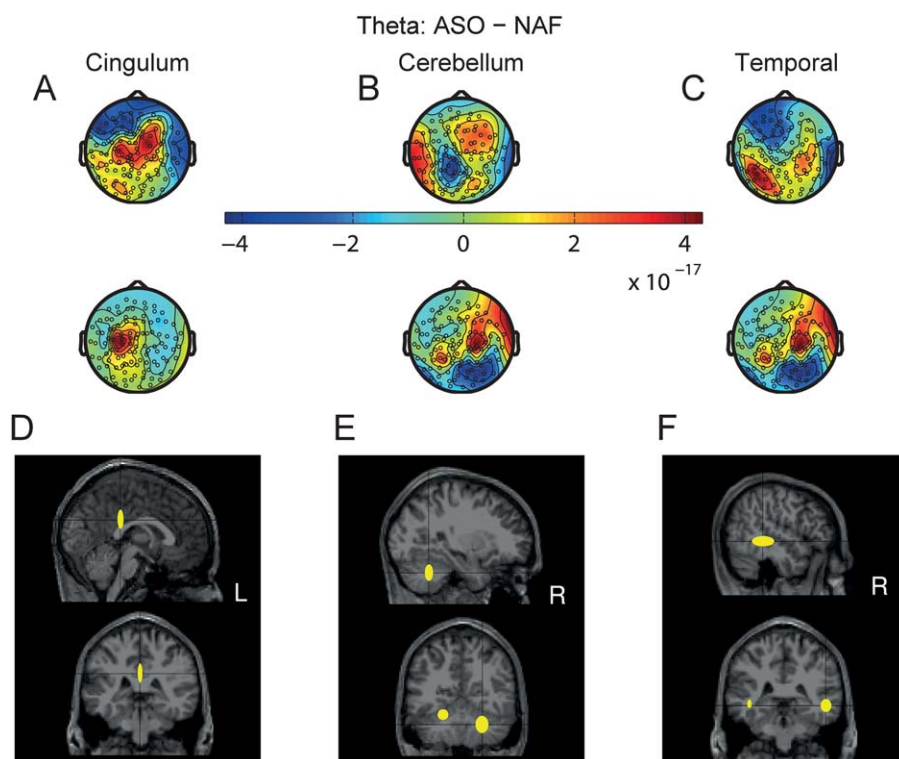 Theta: ASO − NAF
Cingulum Cerebellum Temporal
A B C
−4 −2 0 2 4
x 10⁻¹⁷
D E F
L R R